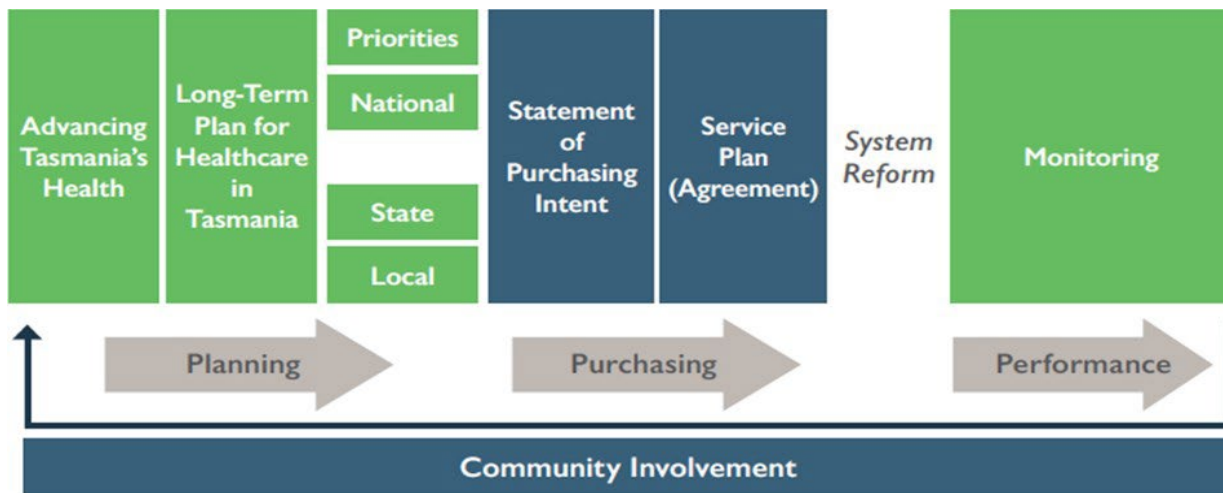 Advancing
Tasmania's
Health
Long-Term
Plan for
Healthcare
in
Tasmania
Priorities
National
State
Local
Statement
of
Purchasing
Intent
Service
Plan
(Agreement)
System
Reform
Monitoring
Planning
Purchasing
Performance
Community Involvement